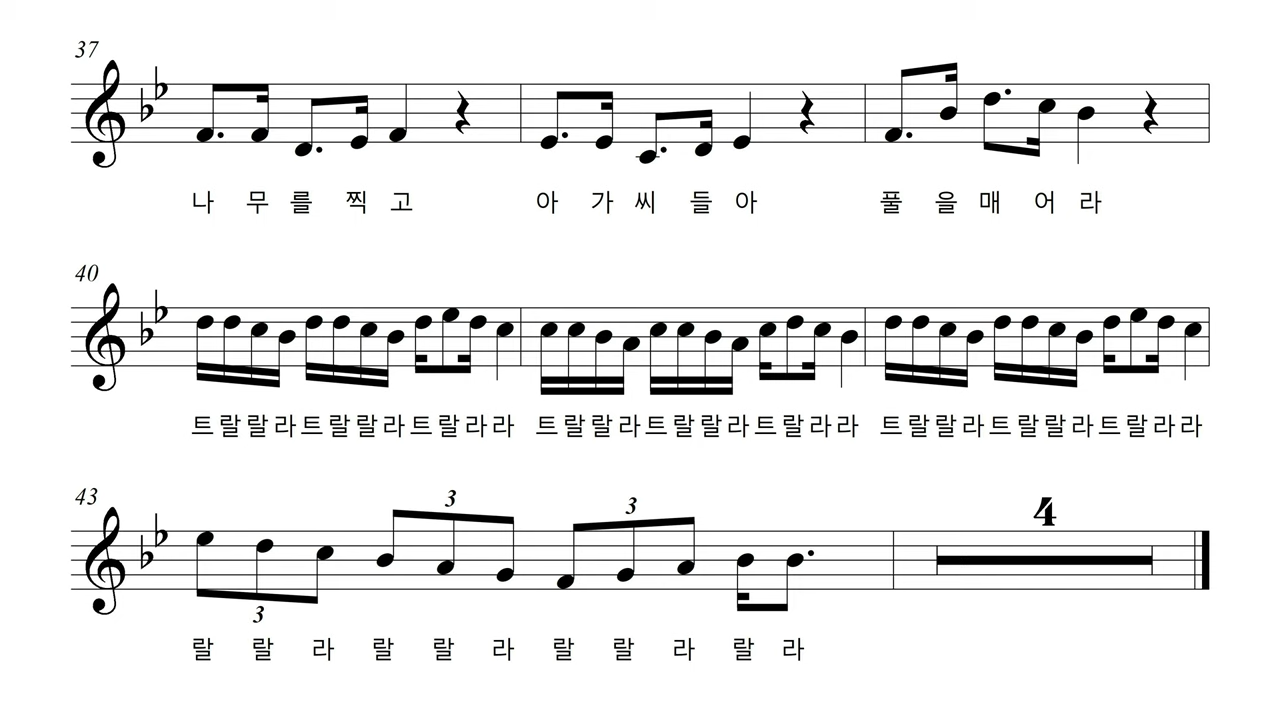 37
나 무 를 찍 고 아 가 씨 들 아 풀 을 매 어 라
40
트 랄 랄 라 트 랄 랄 라 트 랄 라 라 트 랄 랄 라 트 랄 랄 라 트 랄 라 라 트 랄 랄 라 트 랄 랄 라 트 랄 라 라
43
3 3 3 4
랄 랄 라 랄 랄 라 랄 랄 라 랄 라